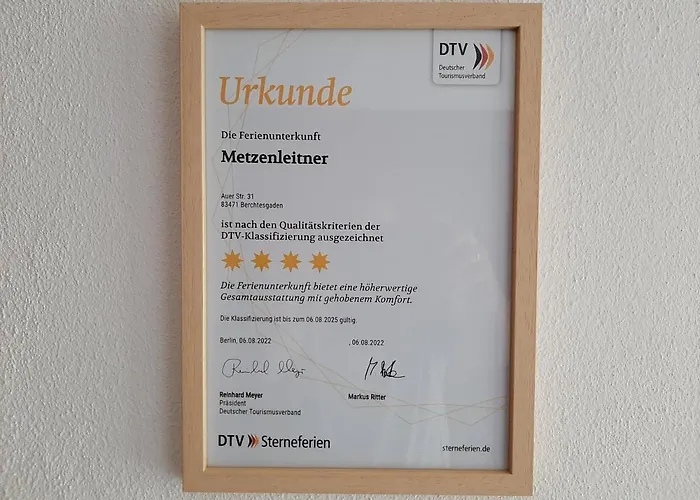 DTV
Deutscher
Tourismusverband
Urkunde
Die Ferienunterkunft
Metzenleitner
Auer Str. 31
83471 Berchtesgaden
ist nach den Qualitätskriterien der
DTV-Klassifizierung ausgezeichnet
Die Ferienunterkunft bietet eine höherwertige
Gesamtausstattung mit gehobenem Komfort.
Die Klassifizierung ist bis zum 06.08.2025 gültig.
Berlin, 06.08.2022 , 06.08.2022
Reinhard Meyer Markus Ritter
Präsident
Deutscher Tourismusverband
DTV Sterneferien sterneferien.de